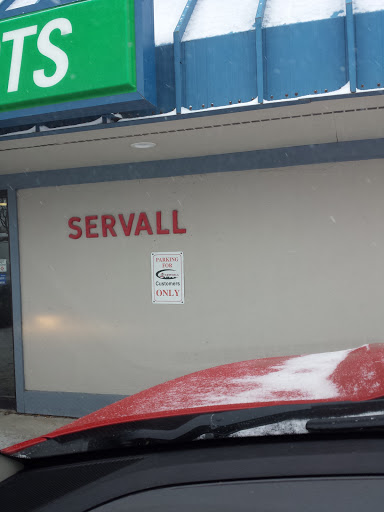 TS
SERVALL
PARKING
FOR
Customers
ONLY